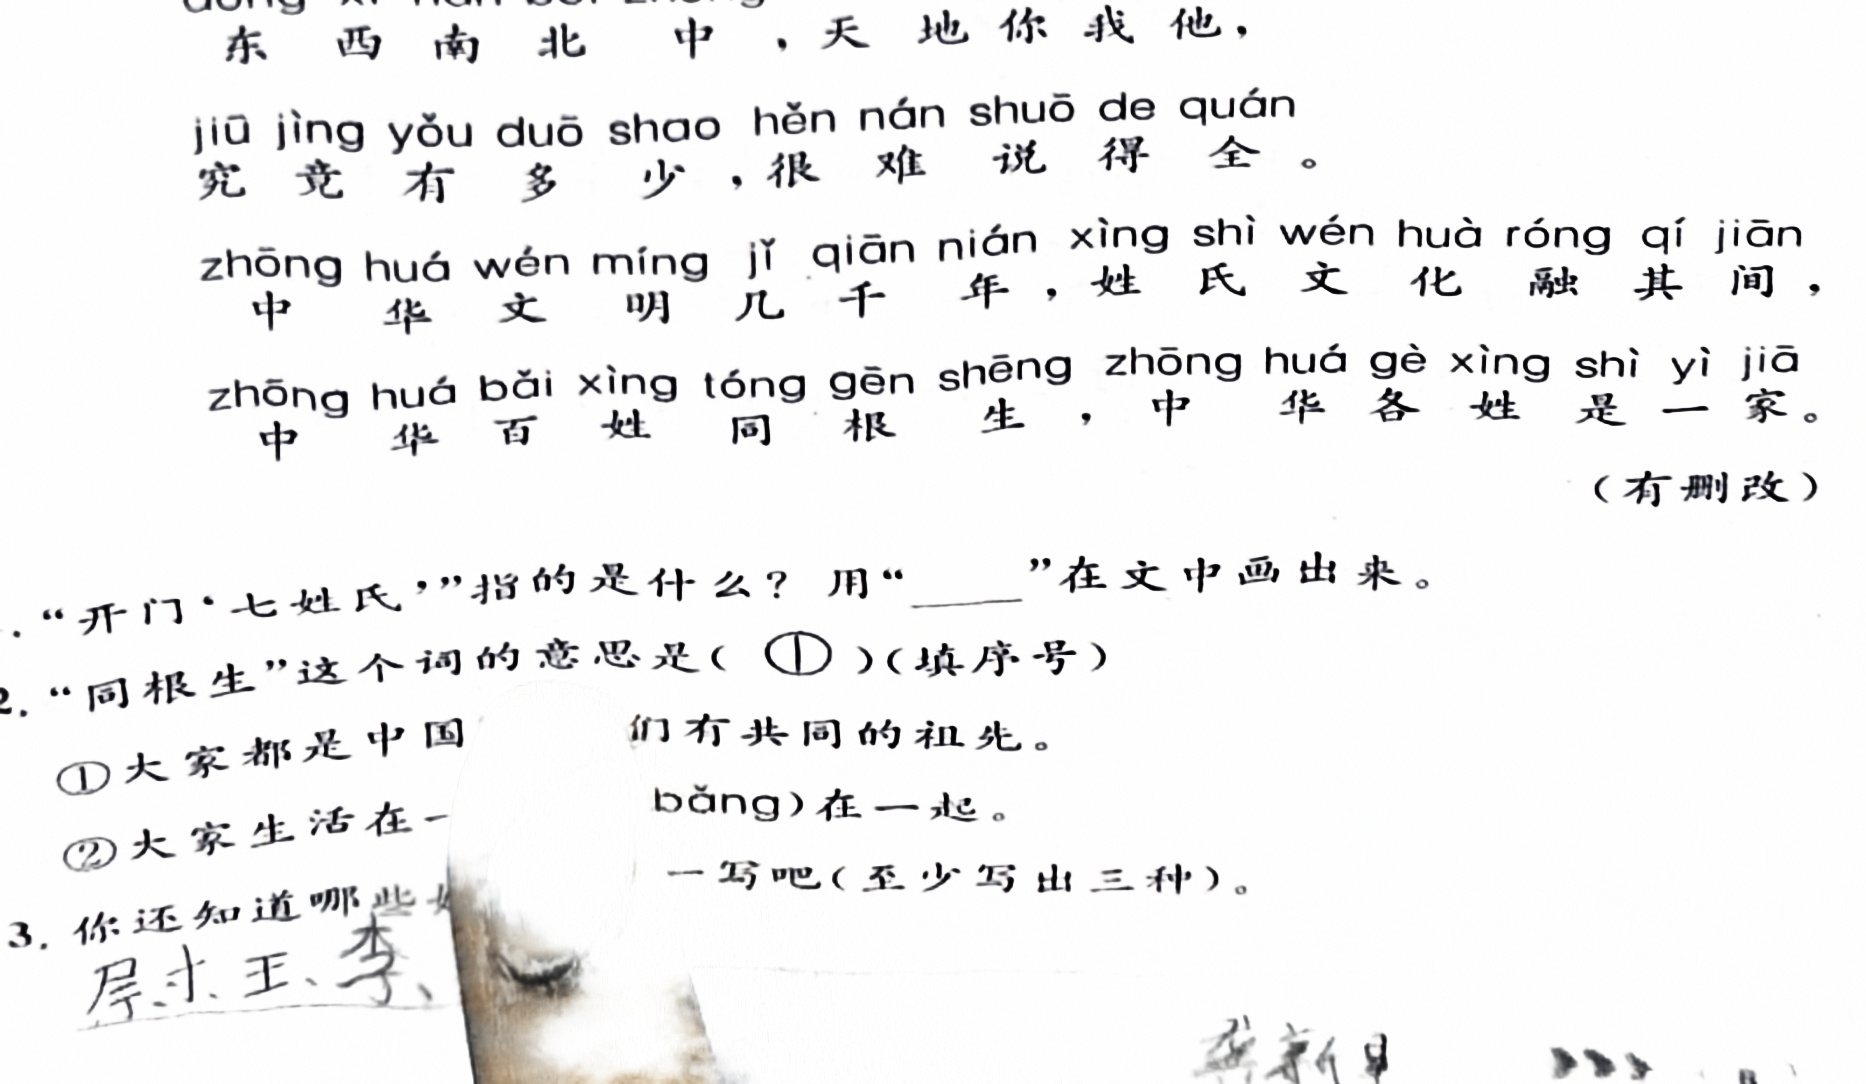 东西南北中，天地你我他，
jiū jìng yǒu duō shao hěn nán shuō de quán
究竟有多少，很难说得全。
zhōng huá wén míng jǐ qiān nián xìng shì wén huà róng qí jiān
中华文明几千年，姓氏文化融其间，
zhōng huá bǎi xìng tóng gēn shēng zhōng huá gè xìng shì yì jiā
中华百姓同根生，中华各姓是一家。
（有删改）
. “开门‘七姓氏’”指的是什么？用“____”在文中画出来。
2. “同根生”这个词的意思是（ ① ）（填序号）
①大家都是中国 们有共同的祖先。
②大家生活在一 bǎng）在一起。
3. 你还知道哪些 一写吧（至少写出三种）。
王、李、